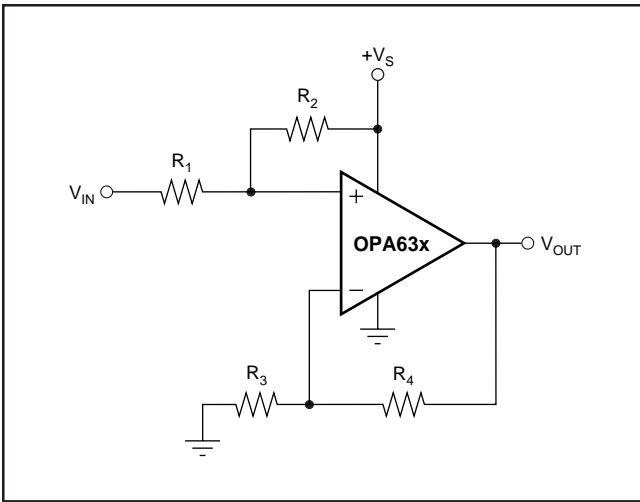 +V_S
R_2
R_1
V_IN
+
OPA63x
V_OUT
−
R_3
R_4